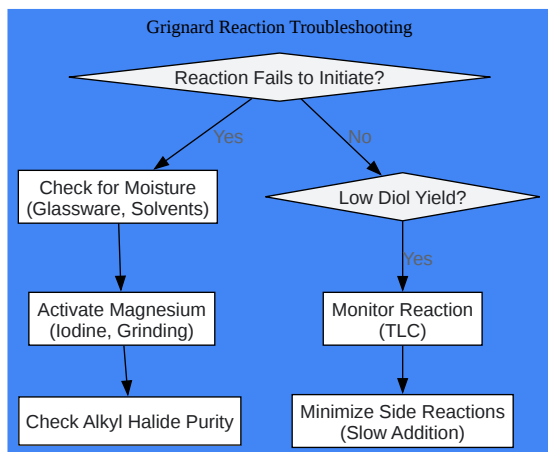 Grignard Reaction Troubleshooting
Reaction Fails to Initiate?
Yes
No
Check for Moisture
(Glassware, Solvents)
Low Diol Yield?
Yes
Activate Magnesium
(Iodine, Grinding)
Monitor Reaction
(TLC)
Check Alkyl Halide Purity
Minimize Side Reactions
(Slow Addition)